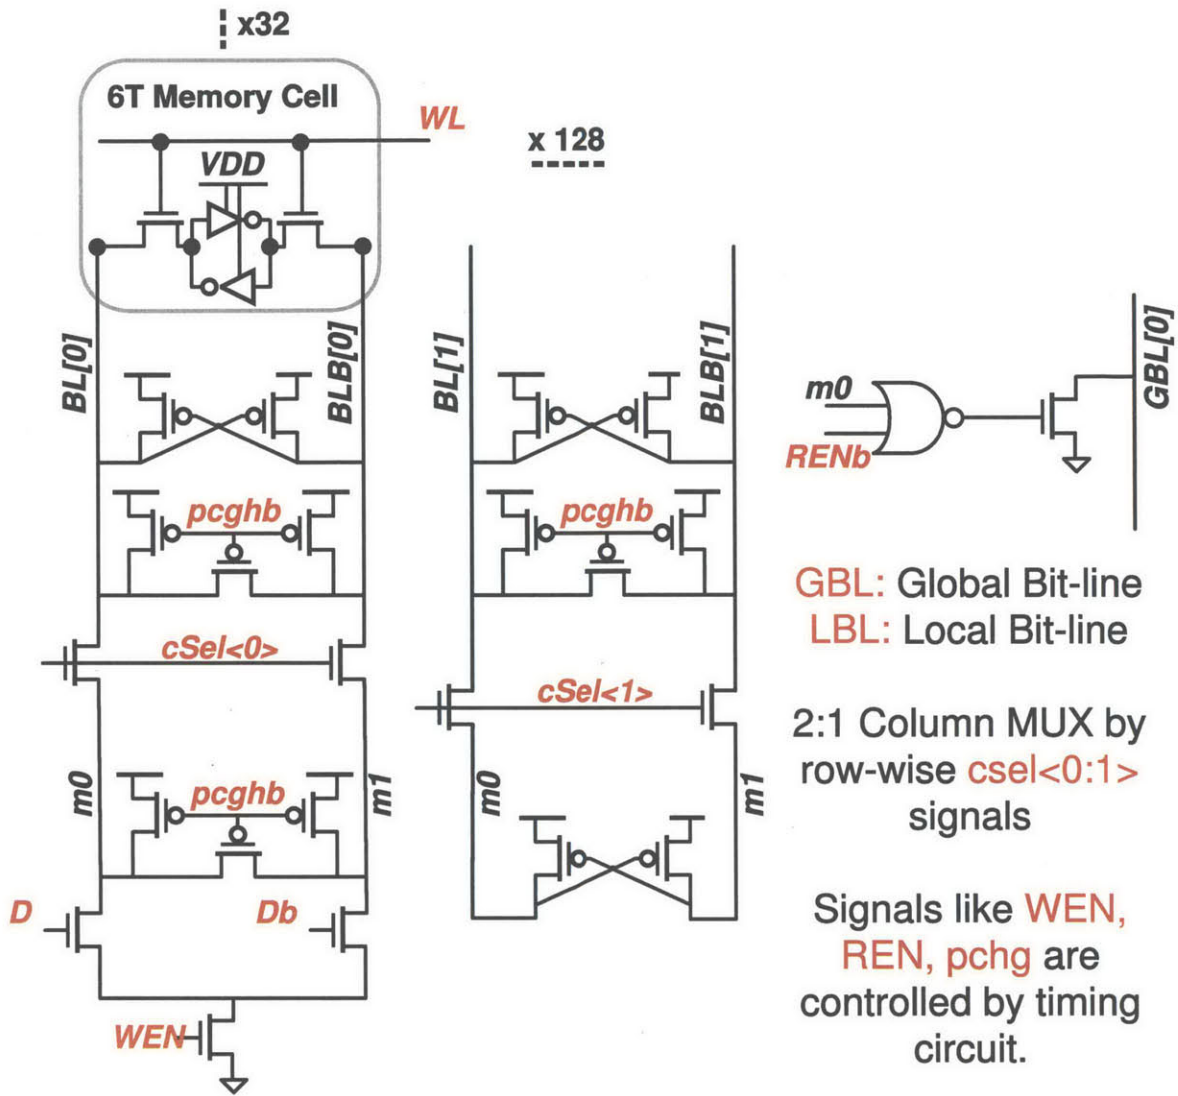 x32
6T Memory Cell
WL
VDD
x 128
BL[0]
BLB[0]
BL[1]
BLB[1]
m0
RENb
GBL[0]
pcghb
pcghb
cSel<0>
cSel<1>
GBL: Global Bit-line
LBL: Local Bit-line
2:1 Column MUX by
row-wise csel<0:1>
signals
m0
pcghb
m1
m0
m1
D
Db
WEN
Signals like WEN,
REN, pchg are
controlled by timing
circuit.